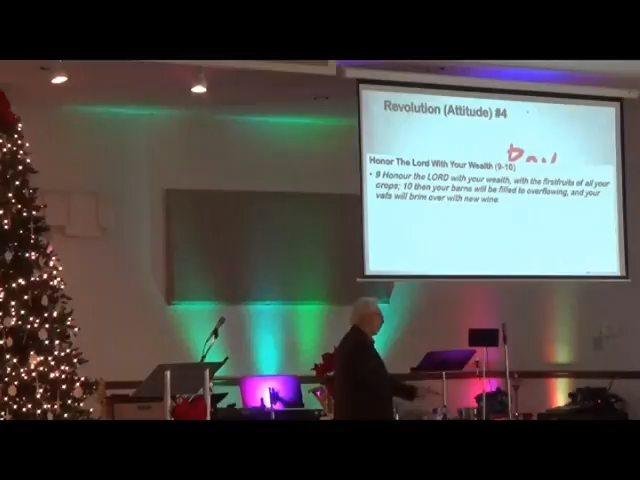 Revolution (Attitude) #4
Honor The Lord With Your Wealth (9-10)
• 9 Honour the LORD with your wealth, with the firstfruits of all your
crops; 10 then your barns will be filled to overflowing, and your
vats will brim over with new wine.